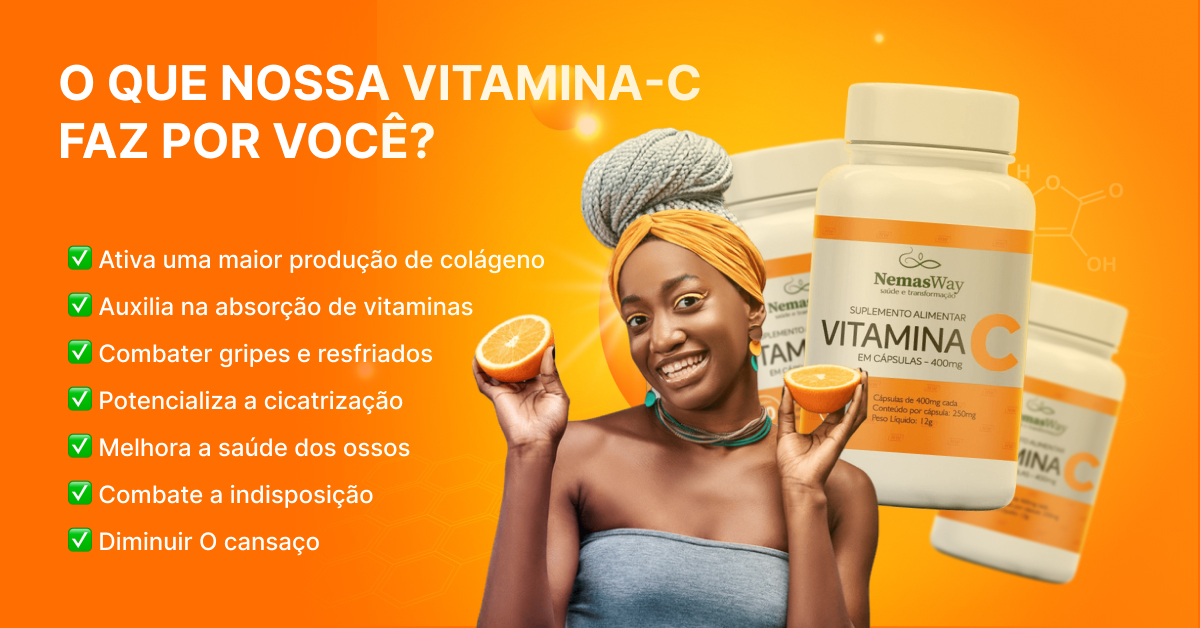 O QUE NOSSA VITAMINA-C
FAZ POR VOCÊ?
✅ Ativa uma maior produção de colágeno
✅ Auxilia na absorção de vitaminas
✅ Combater gripes e resfriados
✅ Potencializa a cicatrização
✅ Melhora a saúde dos ossos
✅ Combate a indisposição
✅ Diminuir O cansaço
H
O
O
OH
NemasWay
saúde e transformação
SUPLEMENTO ALIMENTAR
VITAMINA C
EM CÁPSULAS - 400mg
Cápsulas de 400mg cada
Conteúdo por cápsula: 250mg
Peso Líquido: 12g